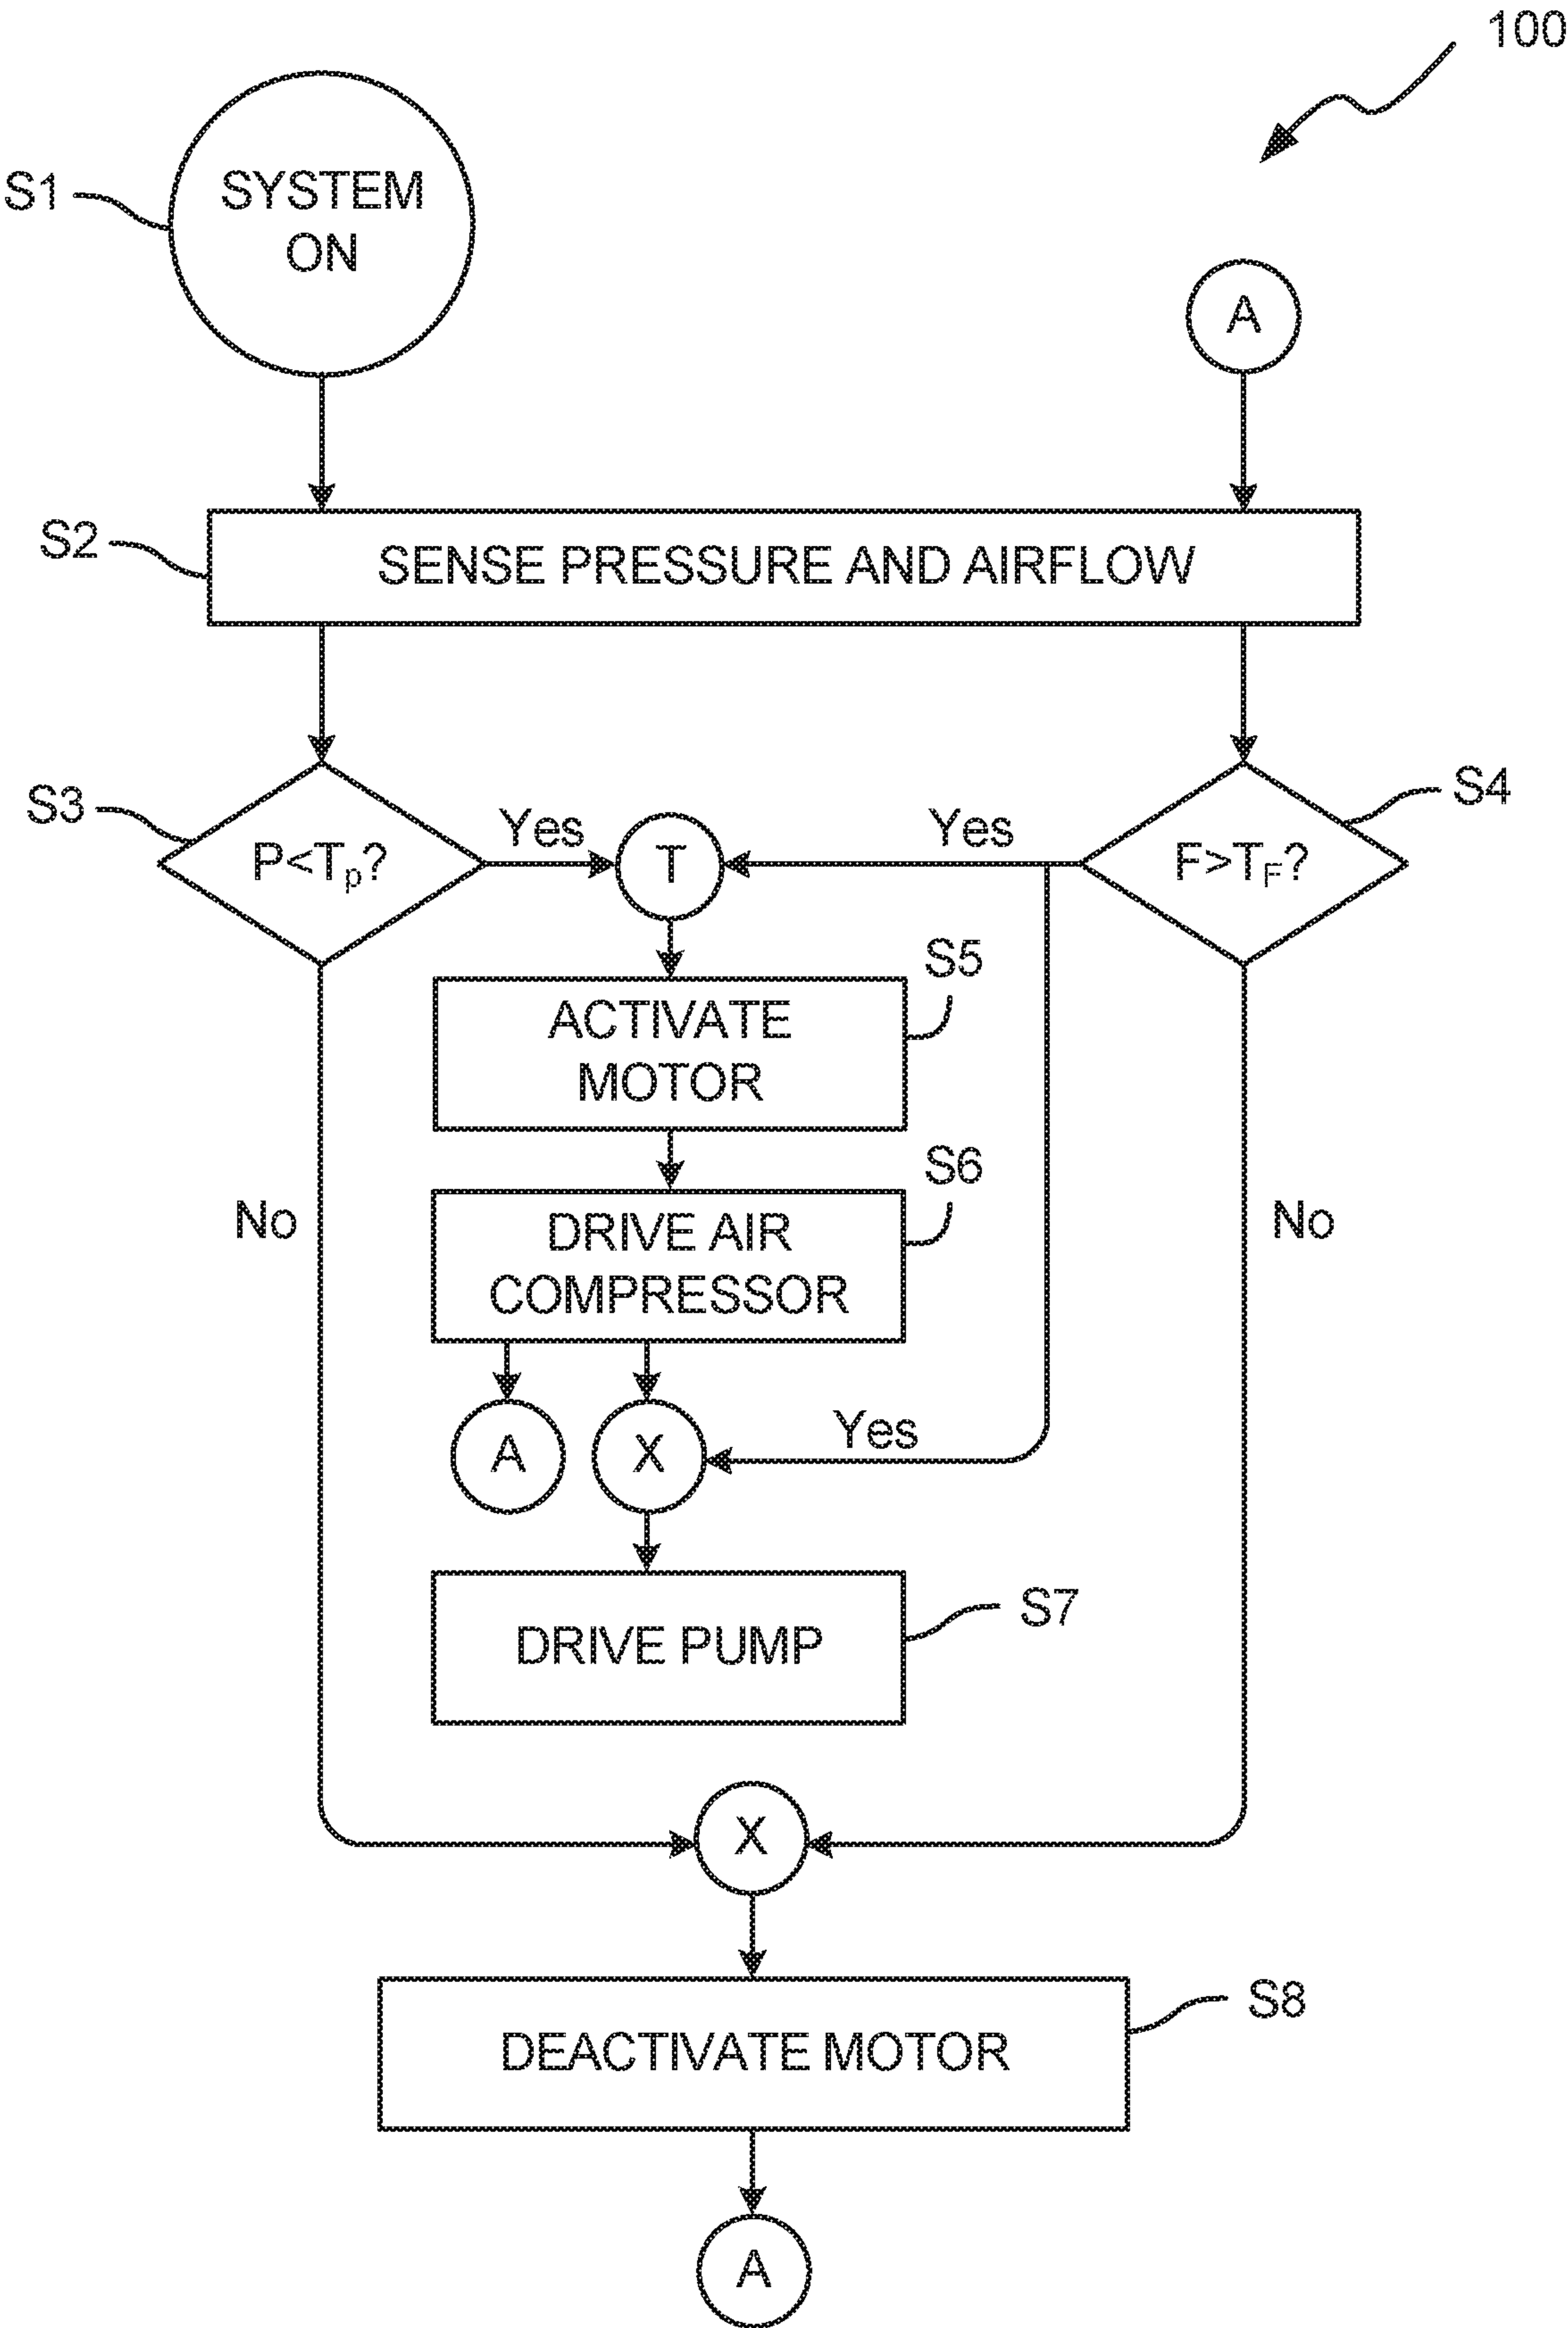 100
S1
SYSTEM
ON
A
S2
SENSE PRESSURE AND AIRFLOW
S3
P<Tp?
Yes
T
Yes
F>TF?
S4
S5
ACTIVATE
MOTOR
S6
No
DRIVE AIR
COMPRESSOR
No
A
X
Yes
S7
DRIVE PUMP
X
S8
DEACTIVATE MOTOR
A